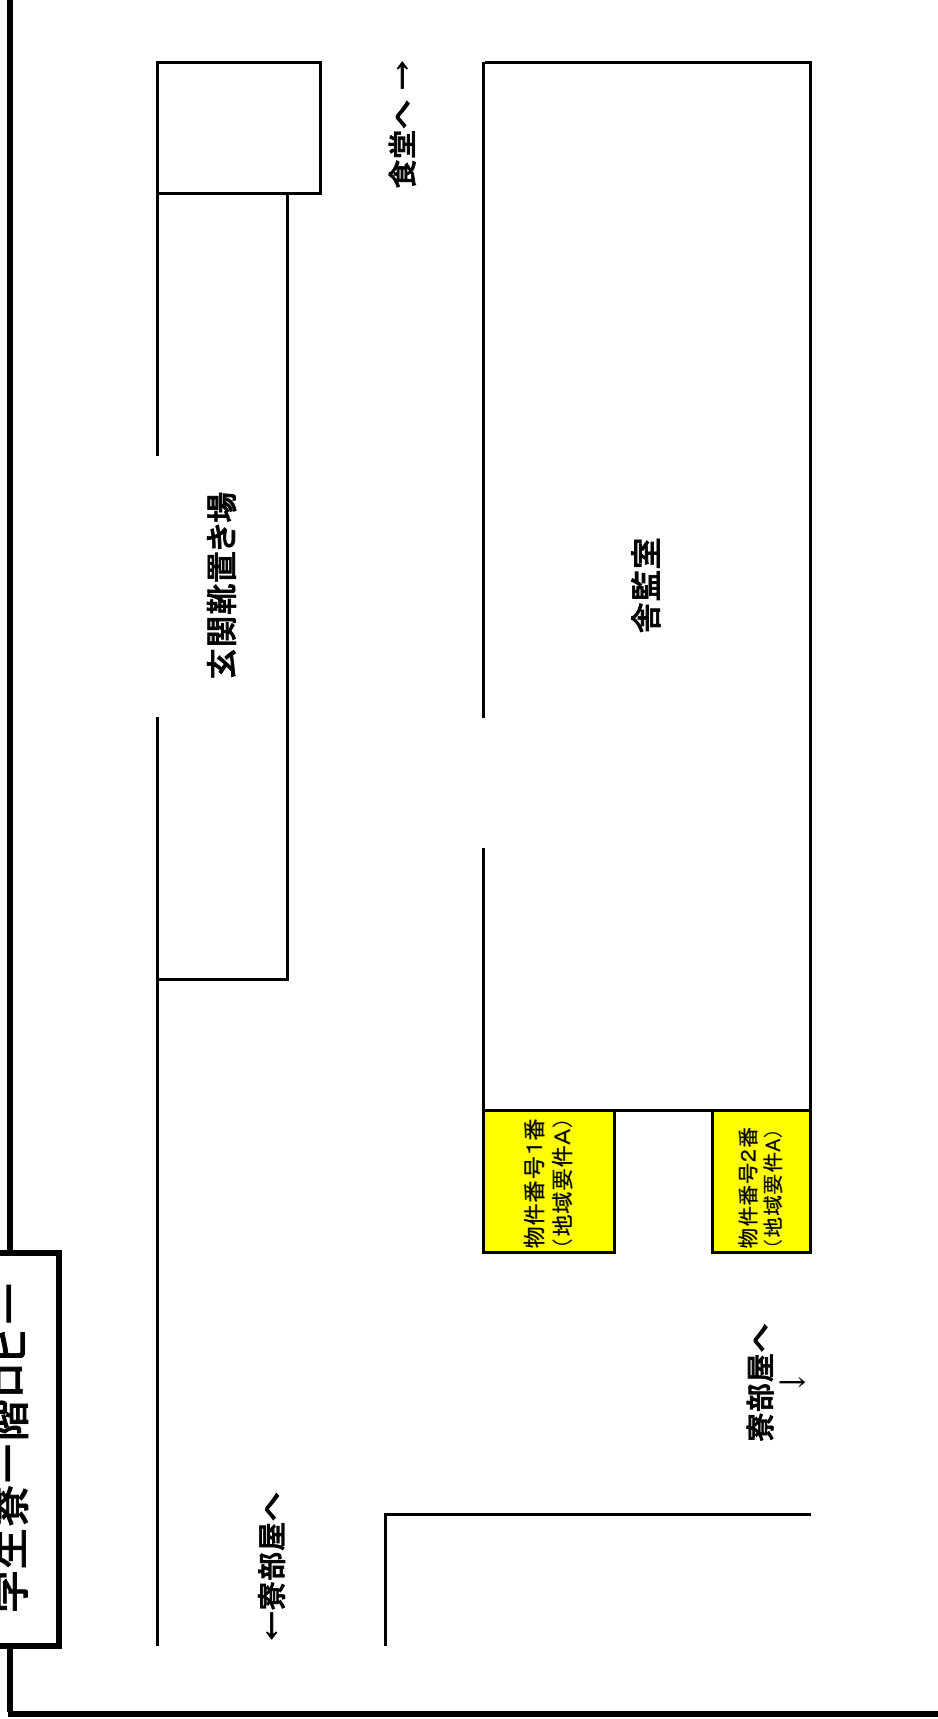 学生寮一階ロビー
玄関靴置き場
食堂へ →
舎監室
物件番号1番
（地域要件A）
物件番号2番
（地域要件A）
←寮部屋へ
寮部屋へ
↓